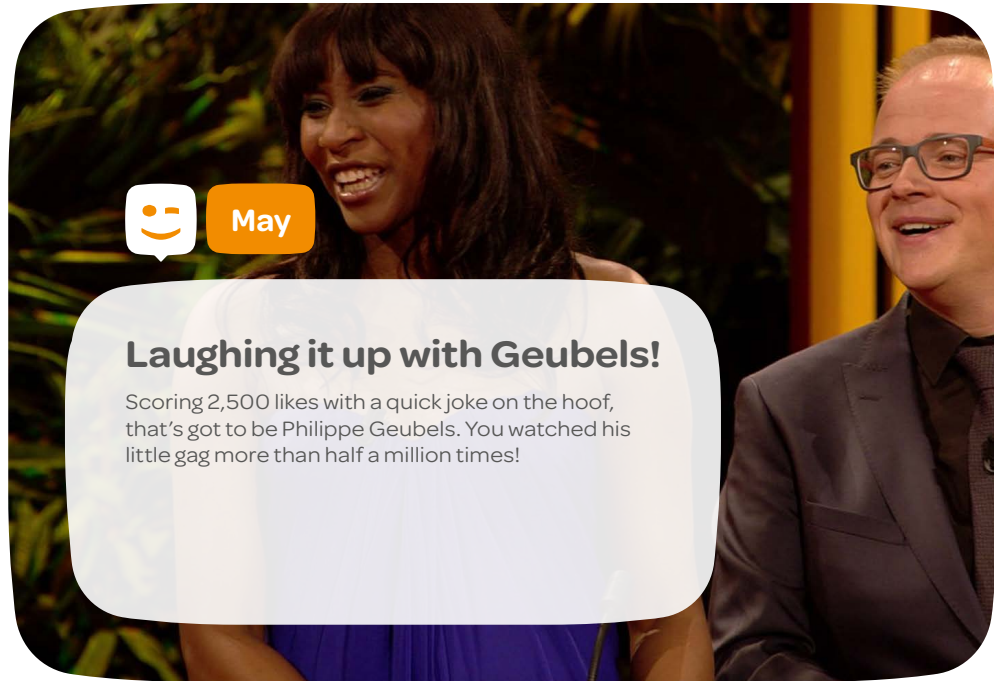 May
Laughing it up with Geubels!
Scoring 2,500 likes with a quick joke on the hoof,
that's got to be Philippe Geubels. You watched his
little gag more than half a million times!